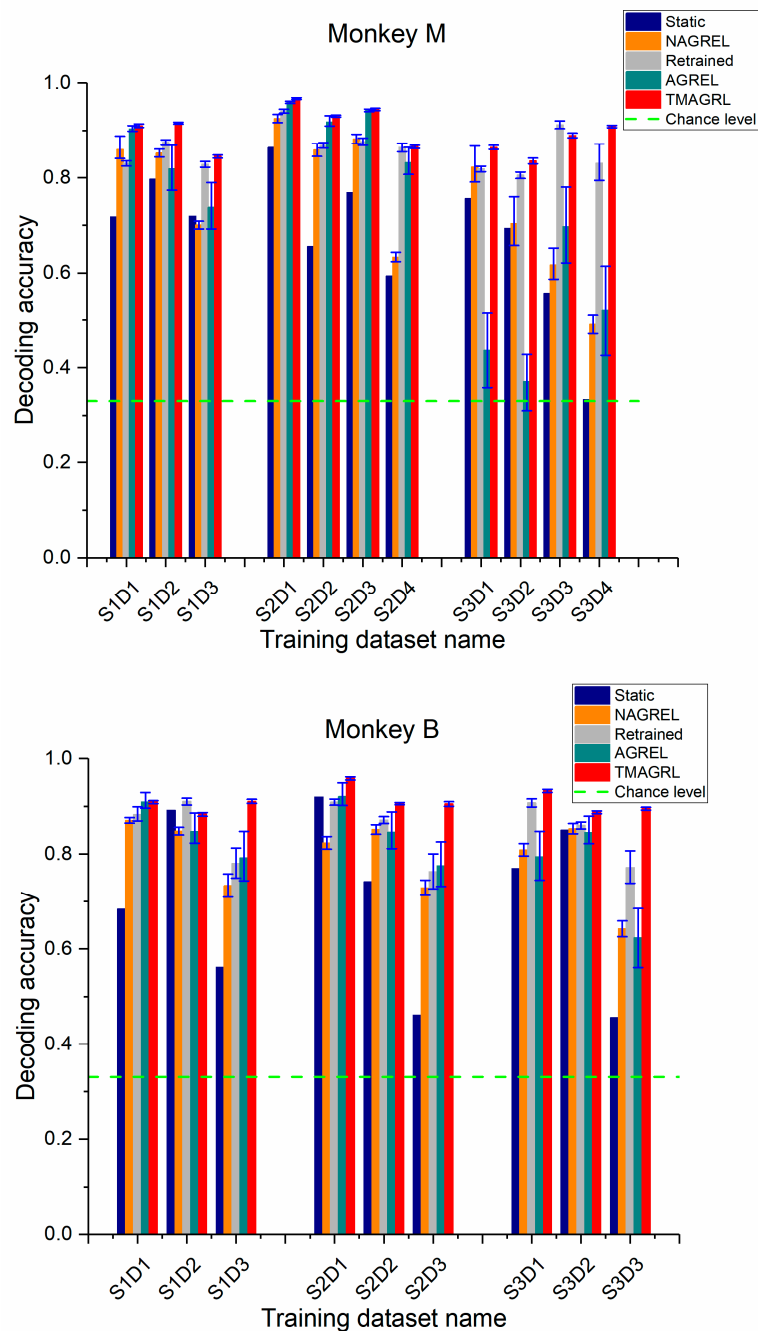 Monkey M
Static
NAGREL
Retrained
AGREL
TMAGRL
Chance level
Decoding accuracy
1.0
0.8
0.6
0.4
0.2
0.0
S1D1
S1D2
S1D3
S2D1
S2D2
S2D3
S2D4
S3D1
S3D2
S3D3
S3D4
Training dataset name
Monkey B
Static
NAGREL
Retrained
AGREL
TMAGRL
Chance level
Decoding accuracy
1.0
0.8
0.6
0.4
0.2
0.0
S1D1
S1D2
S1D3
S2D1
S2D2
S2D3
S3D1
S3D2
S3D3
Training dataset name